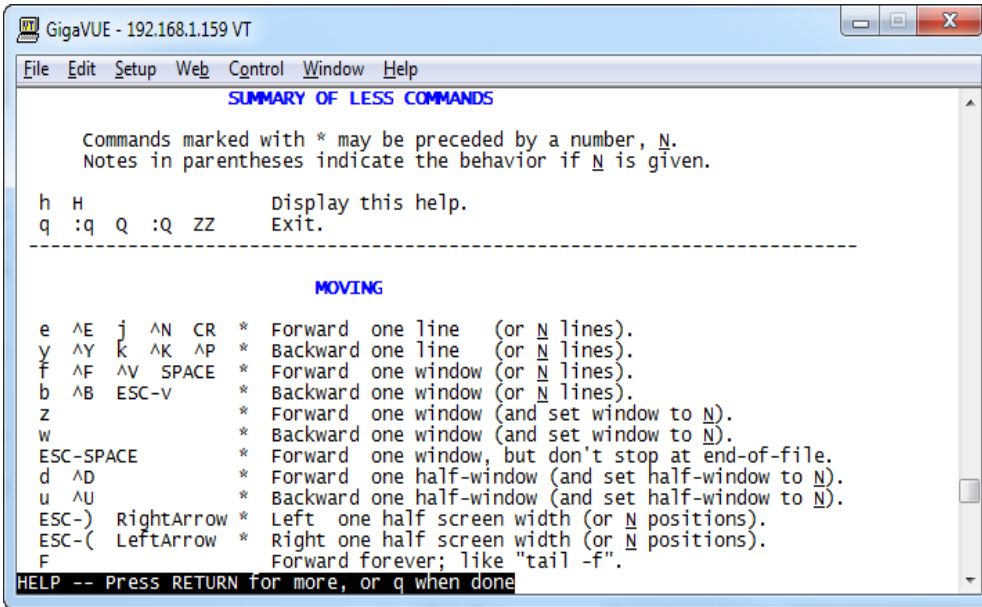 GigaVUE - 192.168.1.159 VT
File Edit Setup Web Control Window Help
SUMMARY OF LESS COMMANDS
Commands marked with * may be preceded by a number, N.
Notes in parentheses indicate the behavior if N is given.
h H Display this help.
q :q Q :Q ZZ Exit.
---------------------------------------------------------------------------
MOVING
e ^E j ^N CR * Forward one line (or N lines).
y ^Y k ^K ^P * Backward one line (or N lines).
f ^F ^V SPACE * Forward one window (or N lines).
b ^B ESC-v * Backward one window (or N lines).
z * Forward one window (and set window to N).
w * Backward one window (and set window to N).
ESC-SPACE * Forward one window, but don't stop at end-of-file.
d ^D * Forward one half-window (and set half-window to N).
u ^U * Backward one half-window (and set half-window to N).
ESC-) RightArrow * Left one half screen width (or N positions).
ESC-( LeftArrow * Right one half screen width (or N positions).
F Forward forever; like "tail -f".
HELP -- Press RETURN for more, or q when done